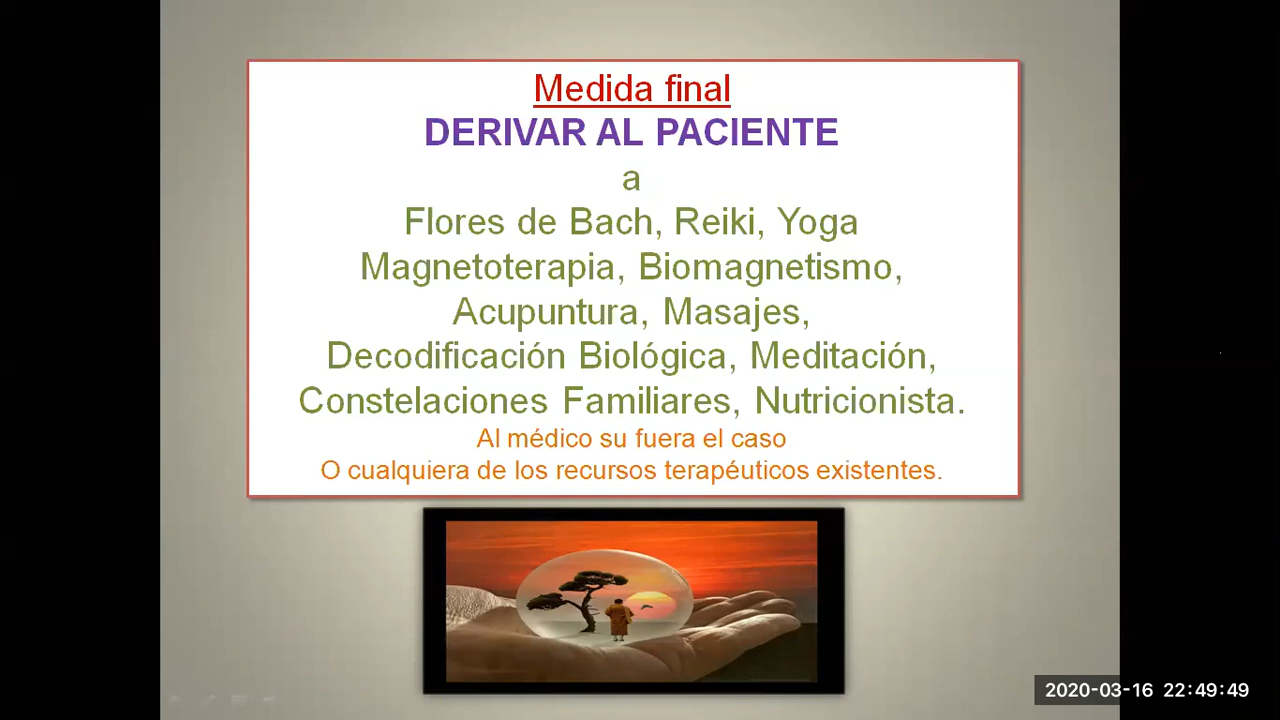 Medida final
DERIVAR AL PACIENTE
a
Flores de Bach, Reiki, Yoga
Magnetoterapia, Biomagnetismo,
Acupuntura, Masajes,
Decodificación Biológica, Meditación,
Constelaciones Familiares, Nutricionista.
Al médico su fuera el caso
O cualquiera de los recursos terapéuticos existentes.
2020-03-16 22:49:49